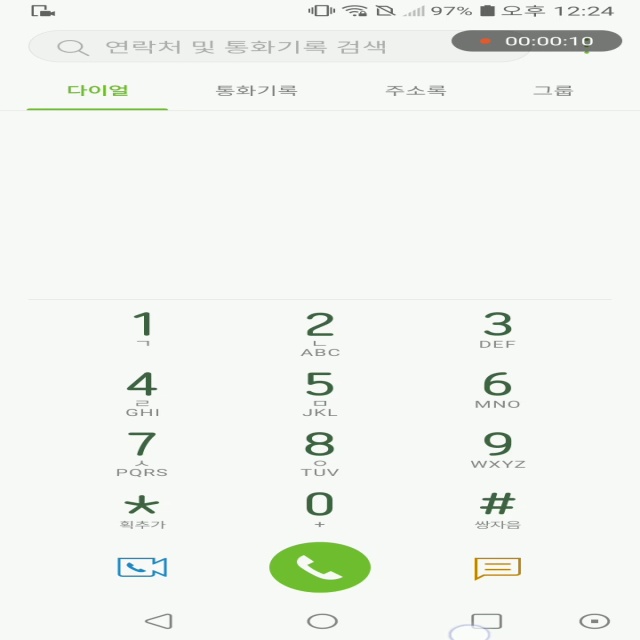 97% 오후 12:24
연락처 및 통화기록 검색
00:00:10
다이얼 통화기록 주소록 그룹
1 2 3
ㄱ ㄴ ABC DEF
4 5 6
ㄹ GHI ㅁ JKL MNO
7 8 9
ㅅ PQRS ㅇ TUV WXYZ
* 0 #
획추가 + 쌍자음